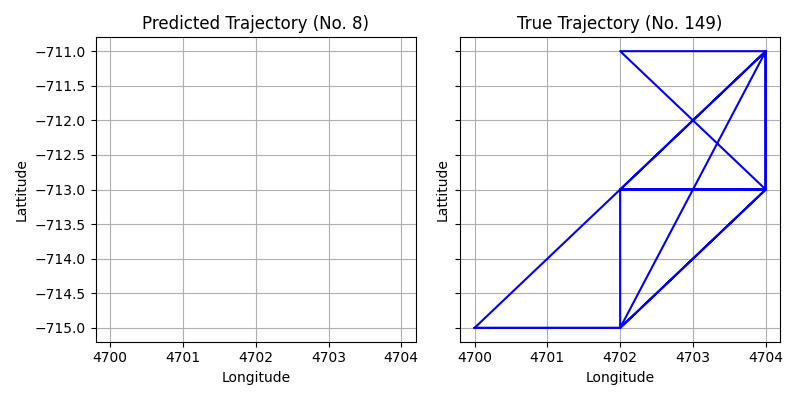 Predicted Trajectory (No. 8)
True Trajectory (No. 149)
Lattitude
−711.0
−711.5
−712.0
−712.5
−713.0
−713.5
−714.0
−714.5
−715.0
4700 4701 4702 4703 4704
Longitude
Lattitude
4700 4701 4702 4703 4704
Longitude